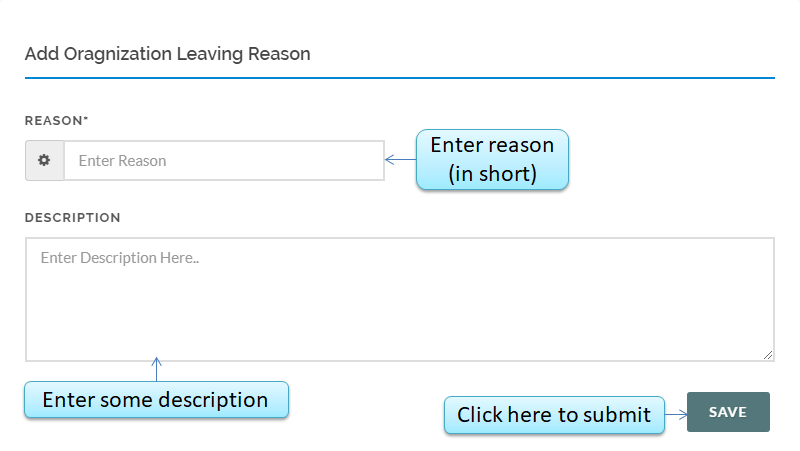 Add Oragnization Leaving Reason
REASON*
Enter Reason
Enter reason
(in short)
DESCRIPTION
Enter Description Here..
Enter some description
Click here to submit
SAVE